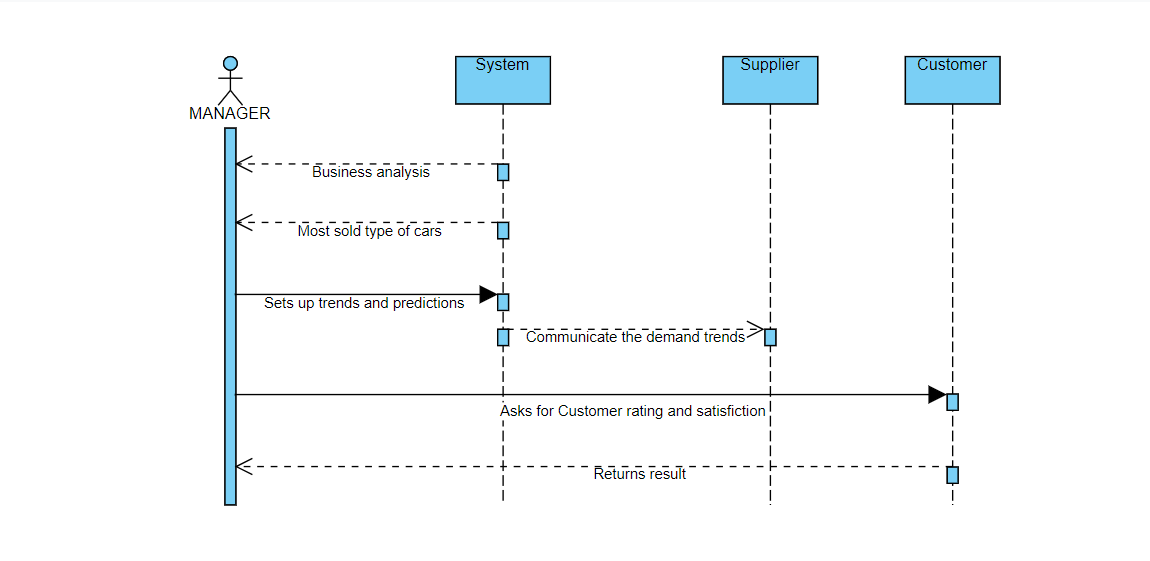 System
Supplier
Customer
MANAGER
Business analysis
Most sold type of cars
Sets up trends and predictions
Communicate the demand trends
Asks for Customer rating and satisfiction
Returns result